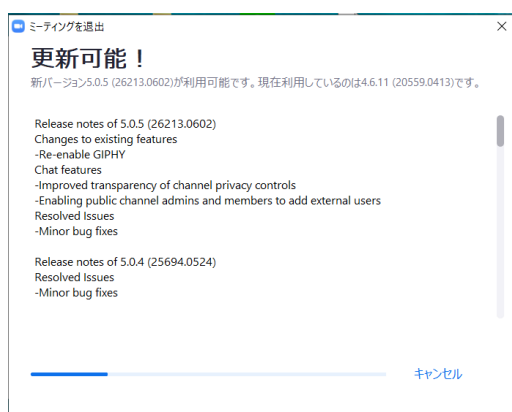 ミーティングを退出
更新可能！
新バージョン5.0.5 (26213.0602)が利用可能です。現在利用しているのは4.6.11 (20559.0413)です。
Release notes of 5.0.5 (26213.0602)
Changes to existing features
-Re-enable GIPHY
Chat features
-Improved transparency of channel privacy controls
-Enabling public channel admins and members to add external users
Resolved Issues
-Minor bug fixes
Release notes of 5.0.4 (25694.0524)
Resolved Issues
-Minor bug fixes
キャンセル